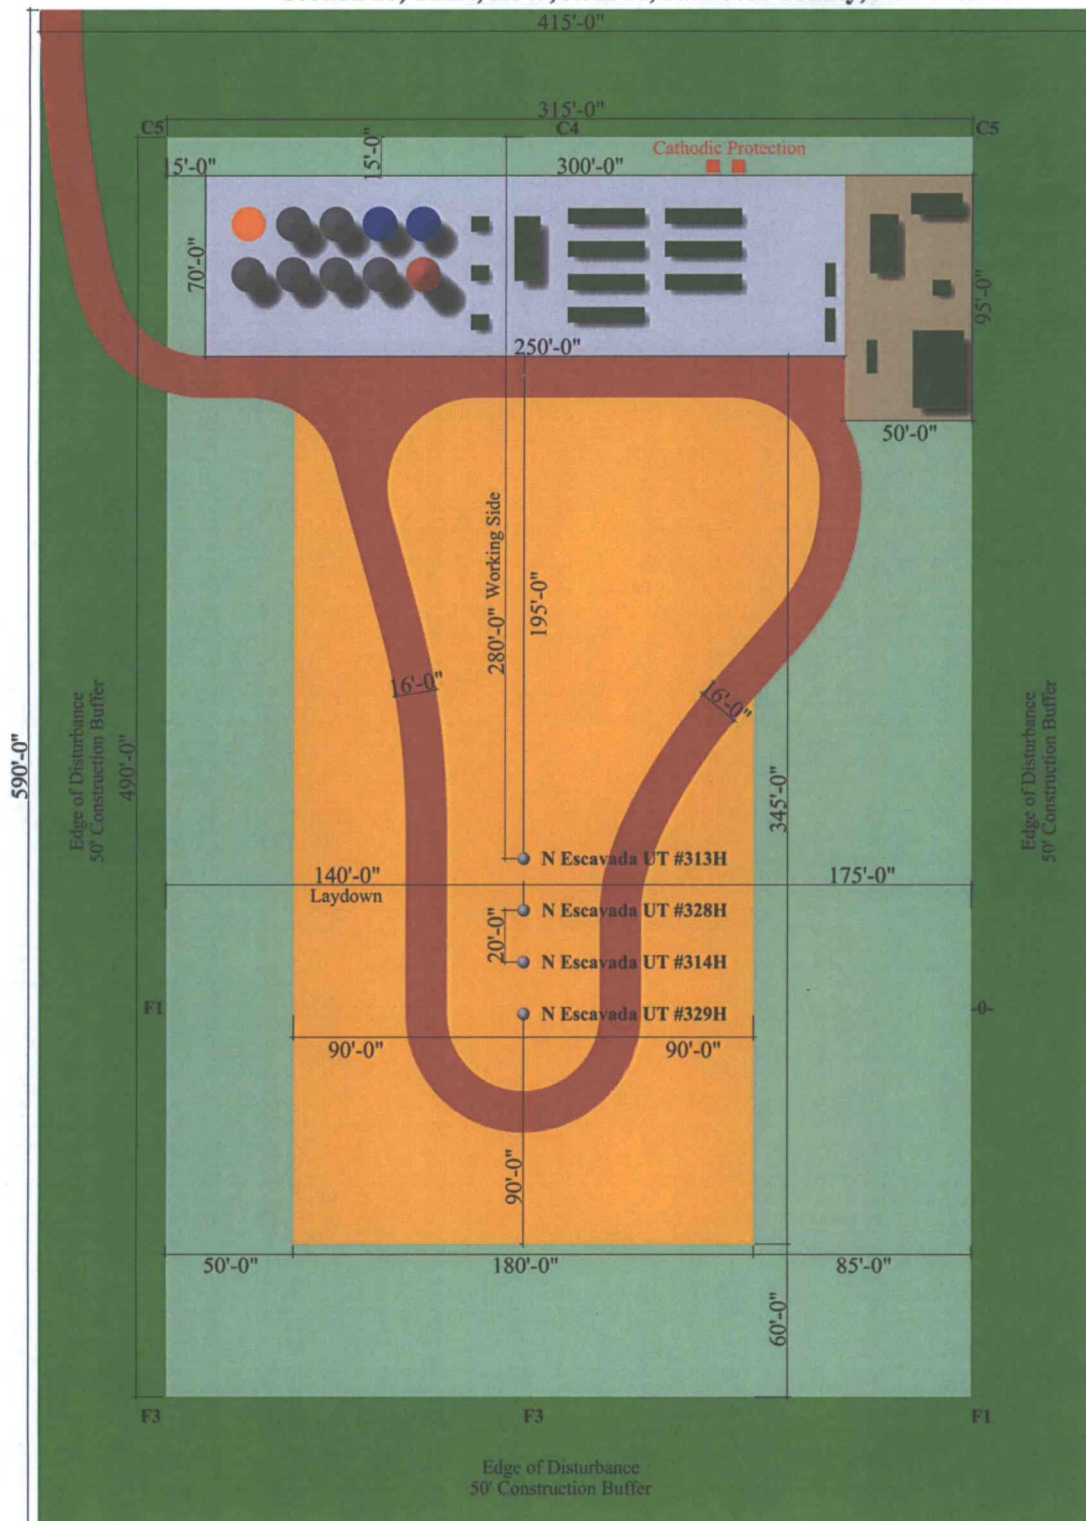 415'-0"
315'-0"
C5
C4
C5
Cathodic Protection
15'-0"
15'-0"
300'-0"
70'-0"
95'-0"
250'-0"
50'-0"
280'-0" Working Side
195'-0"
16'-0"
16'-0"
590'-0"
Edge of Disturbance
50' Construction Buffer
490'-0"
345'-0"
Edge of Disturbance
50' Construction Buffer
N Escavada UT #313H
140'-0"
Laydown
175'-0"
N Escavada UT #328H
20'-0"
N Escavada UT #314H
F1
-0-
N Escavada UT #329H
90'-0"
90'-0"
90'-0"
50'-0"
180'-0"
85'-0"
60'-0"
F3
F3
F1
Edge of Disturbance
50' Construction Buffer